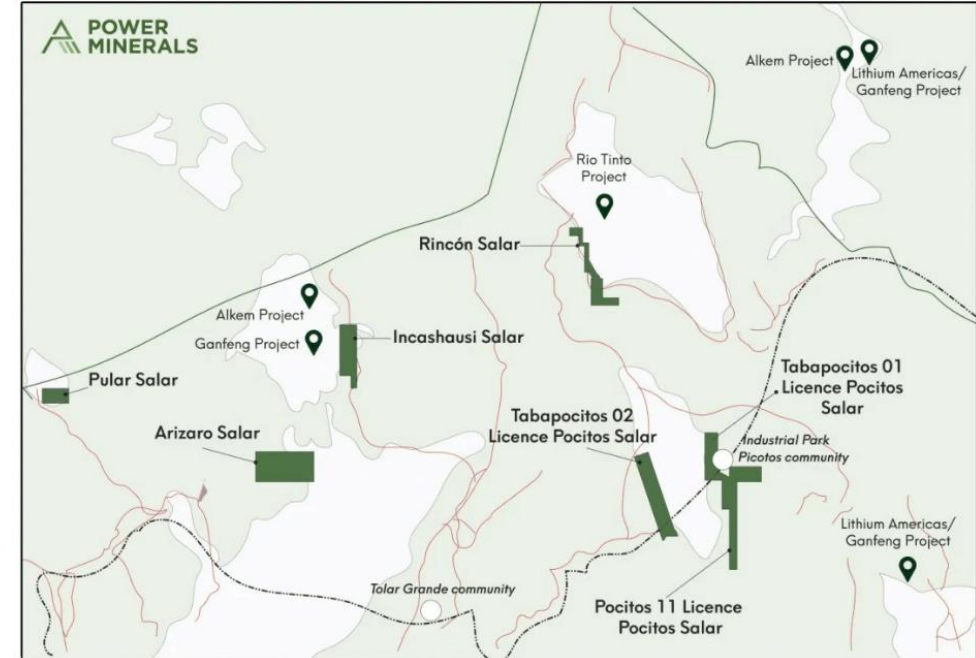 POWER
MINERALS
Alkem Project
Lithium Americas/
Ganfeng Project
Rio Tinto
Project
Rincón Salar
Alkem Project
Ganfeng Project
Incashausi Salar
Pular Salar
Arizaro Salar
Tabapocitos 02
Licence Pocitos Salar
Tabapocitos 01
Licence Pocitos
Salar
Industrial Park
Picotos community
Lithium Americas/
Ganfeng Project
Tolar Grande community
Pocitos 11 Licence
Pocitos Salar